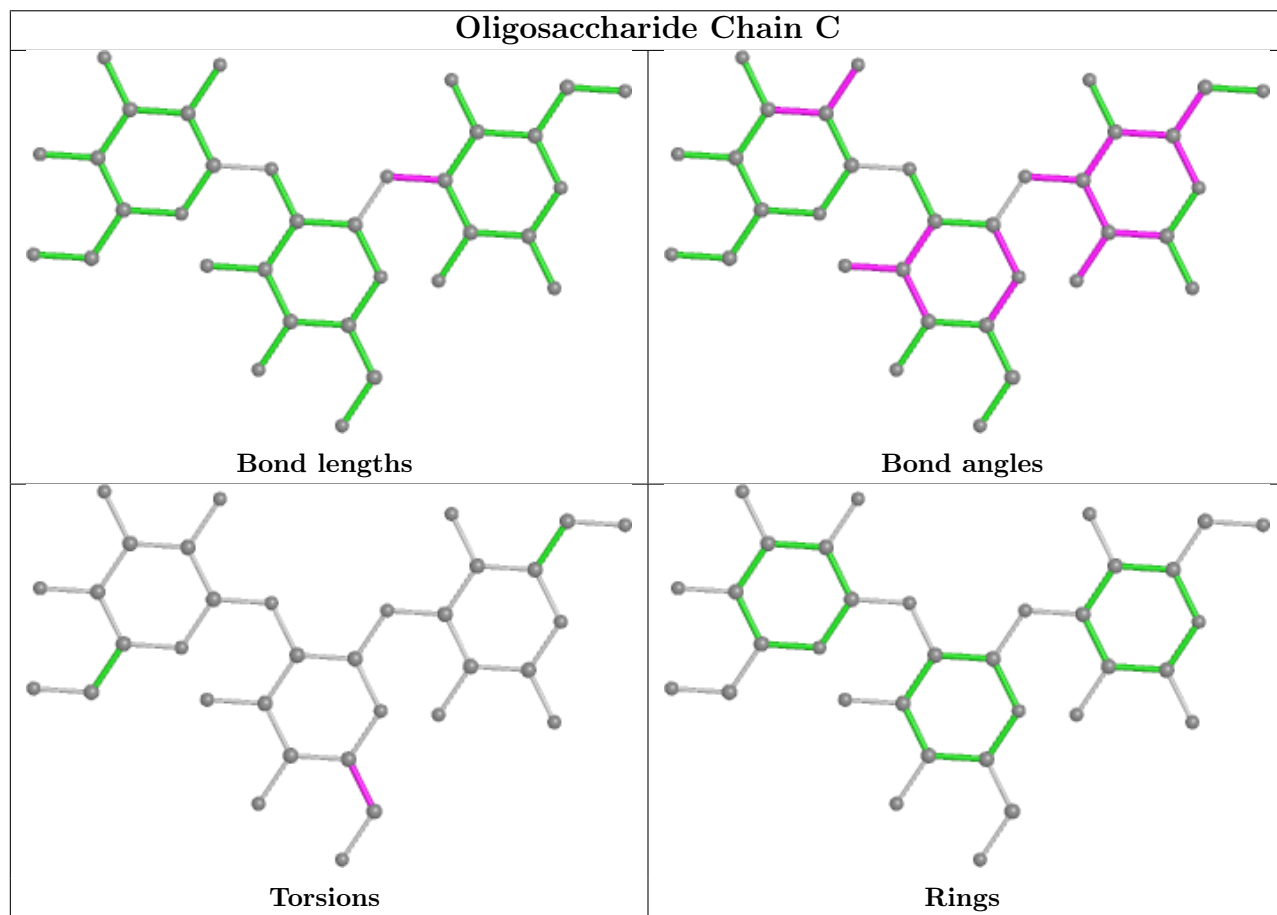 Oligosaccharide Chain C
Bond lengths
Bond angles
Torsions
Rings